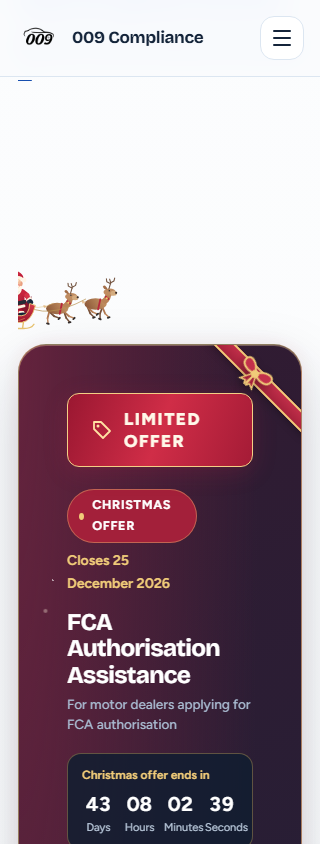 009 009 Compliance
LIMITED
OFFER
CHRISTMAS
OFFER
Closes 25
December 2026
FCA
Authorisation
Assistance
For motor dealers applying for
FCA authorisation
Christmas offer ends in
43 08 02 39
Days Hours Minutes Seconds